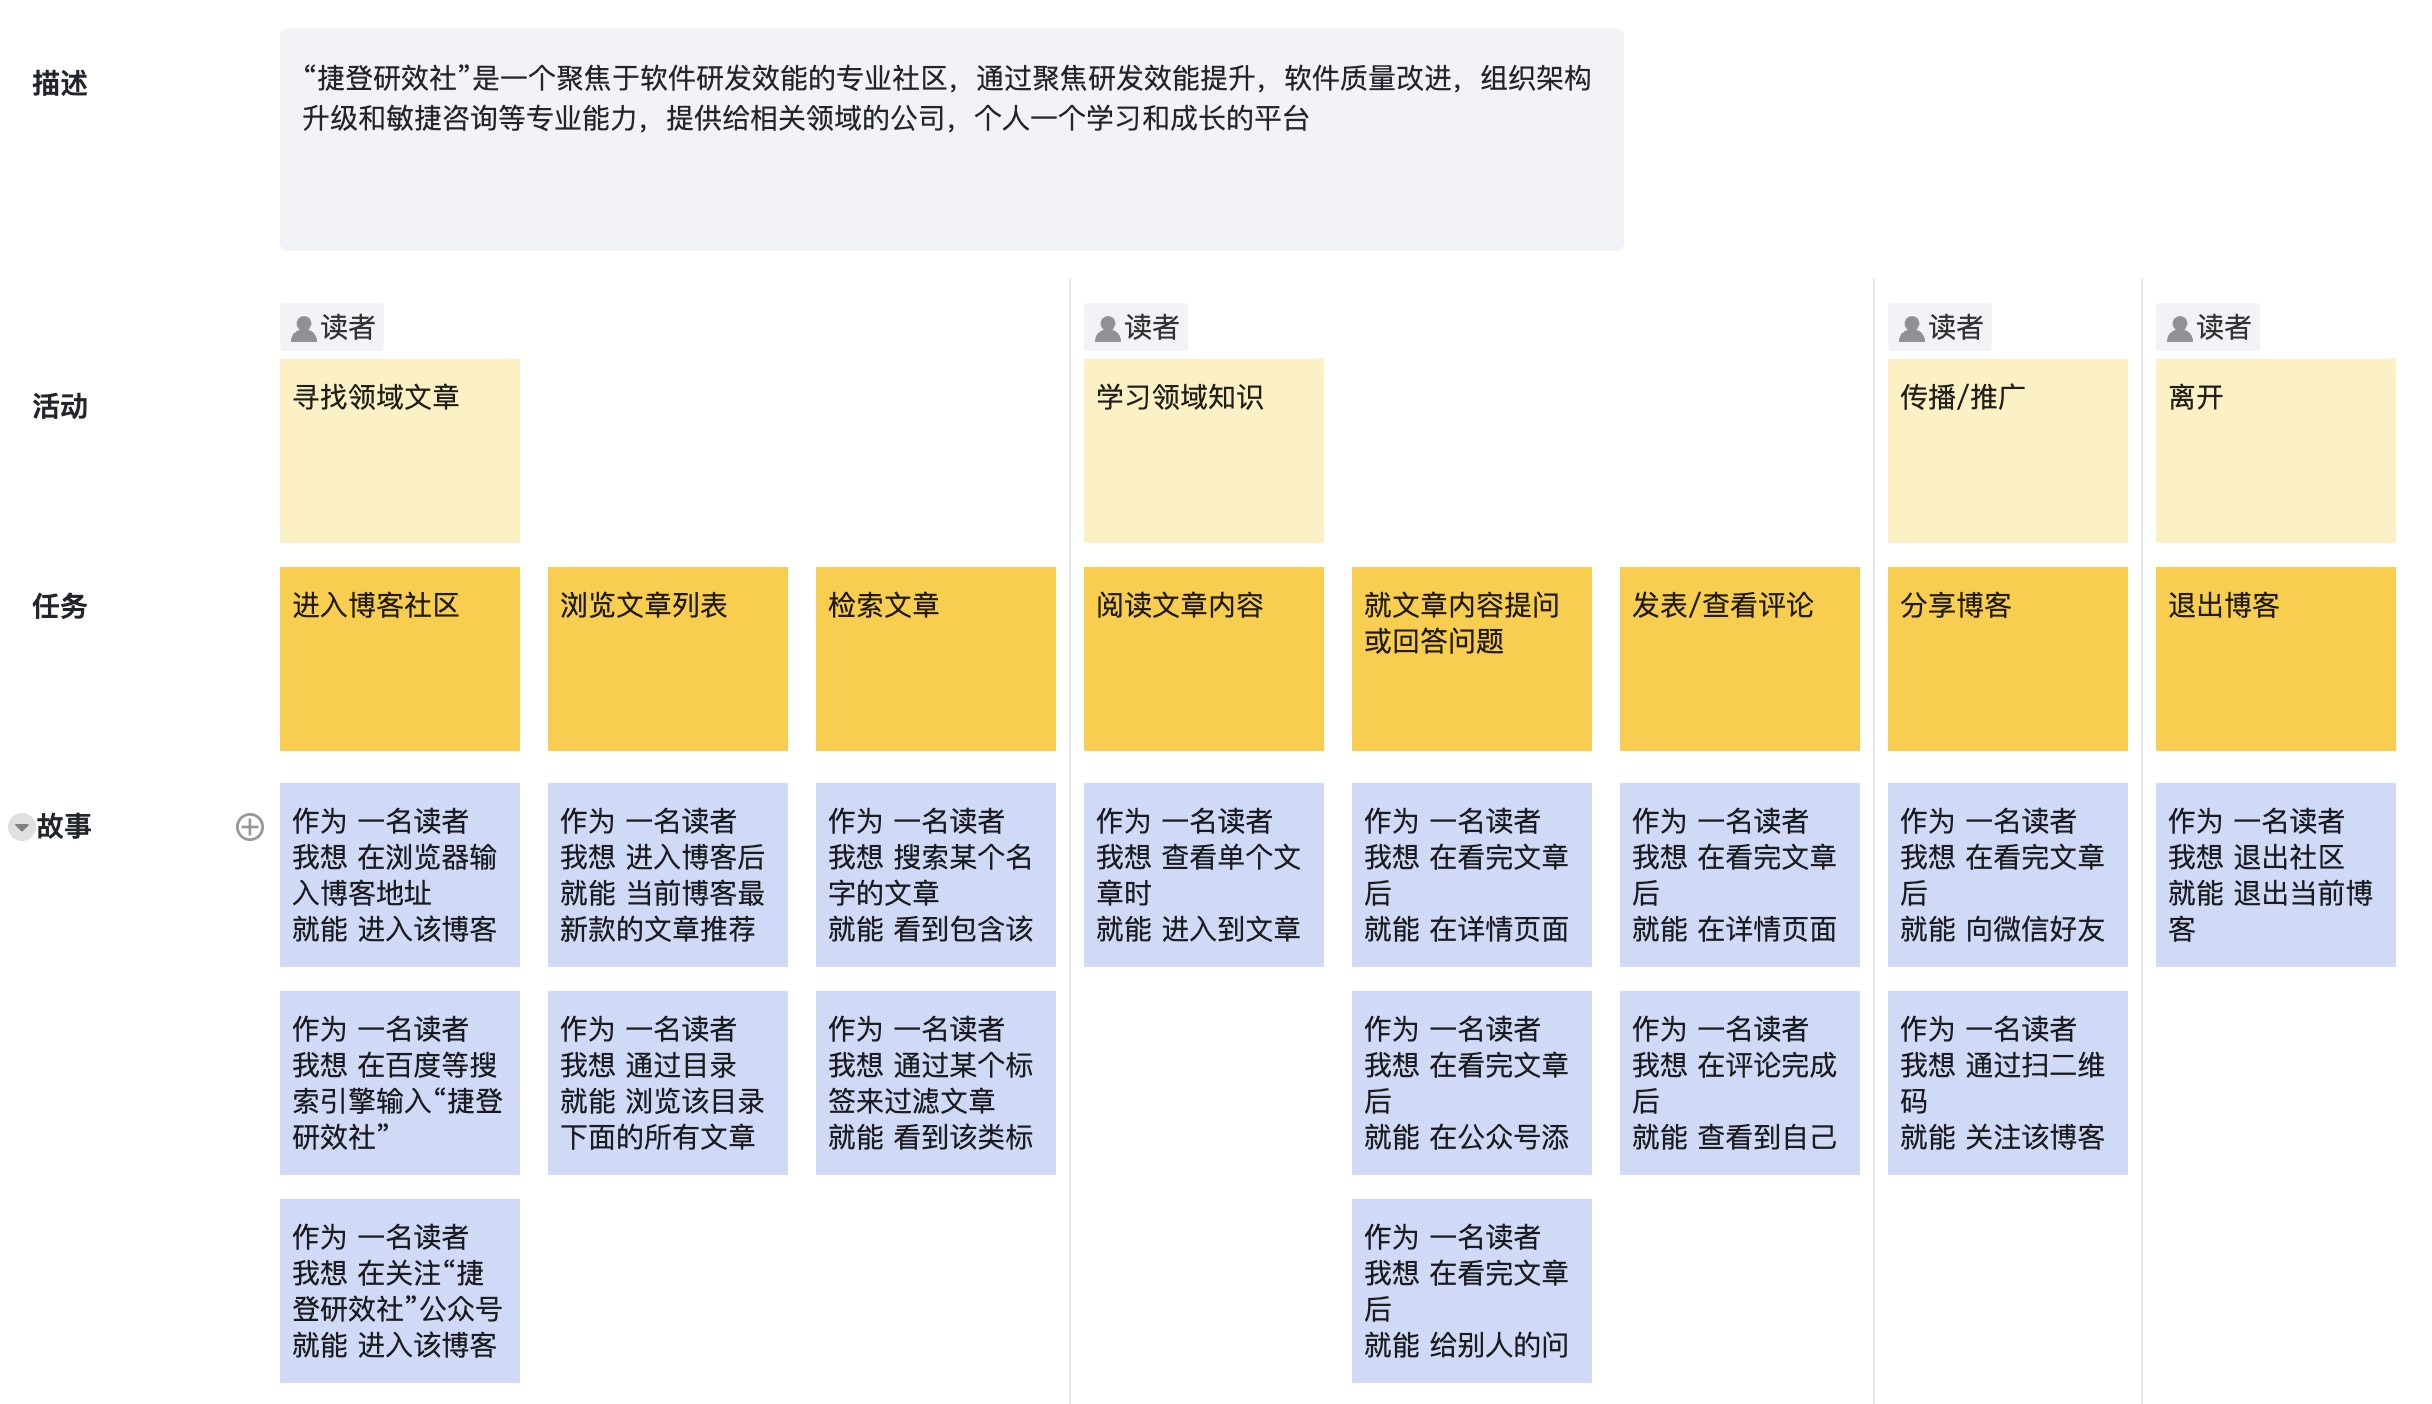 描述
“捷登研效社”是一个聚焦于软件研发效能的专业社区，通过聚焦研发效能提升，软件质量改进，组织架构
升级和敏捷咨询等专业能力，提供给相关领域的公司，个人一个学习和成长的平台
读者
读者
读者
读者
活动
寻找领域文章
学习领域知识
传播/推广
离开
任务
进入博客社区
浏览文章列表
检索文章
阅读文章内容
就文章内容提问
或回答问题
发表/查看评论
分享博客
退出博客
故事
作为 一名读者
我想 在浏览器输
入博客地址
就能 进入该博客
作为 一名读者
我想 进入博客后
就能 当前博客最
新款的文章推荐
作为 一名读者
我想 搜索某个名
字的文章
就能 看到包含该
作为 一名读者
我想 查看单个文
章时
就能 进入到文章
作为 一名读者
我想 在看完文章
后
就能 在详情页面
作为 一名读者
我想 在看完文章
后
就能 在详情页面
作为 一名读者
我想 在看完文章
后
就能 向微信好友
作为 一名读者
我想 退出社区
就能 退出当前博
客
作为 一名读者
我想 在百度等搜
索引擎输入“捷登
研效社”
作为 一名读者
我想 通过目录
就能 浏览该目录
下面的所有文章
作为 一名读者
我想 通过某个标
签来过滤文章
就能 看到该类标
作为 一名读者
我想 在看完文章
后
就能 在公众号添
作为 一名读者
我想 在评论完成
后
就能 查看到自己
作为 一名读者
我想 通过扫二维
码
就能 关注该博客
作为 一名读者
我想 在关注“捷
登研效社”公众号
就能 进入该博客
作为 一名读者
我想 在看完文章
后
就能 给别人的问